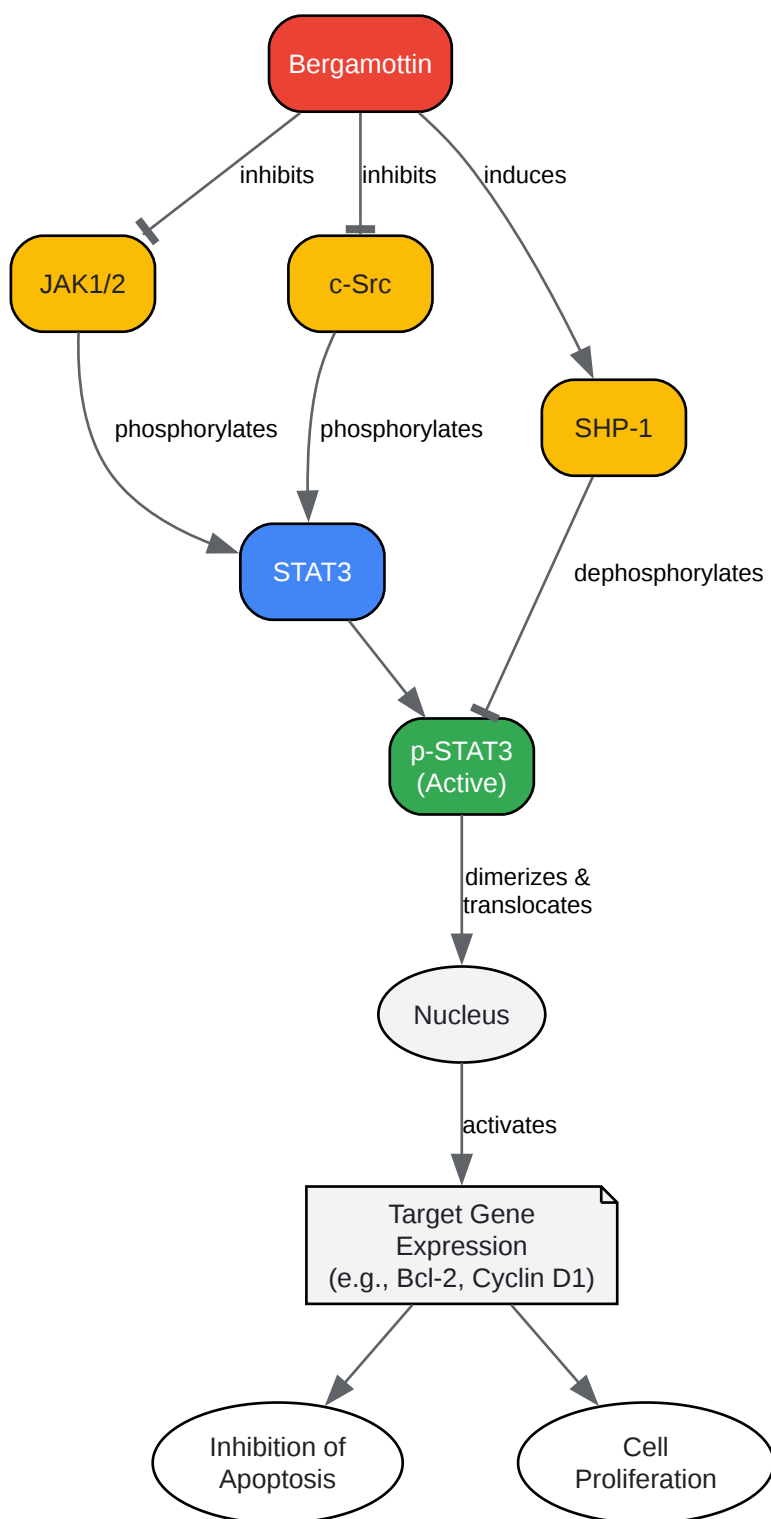 Bergamottin
inhibits
inhibits
induces
JAK1/2
c-Src
SHP-1
phosphorylates
phosphorylates
STAT3
dephosphorylates
p-STAT3
(Active)
dimerizes &
translocates
Nucleus
activates
Target Gene
Expression
(e.g., Bcl-2, Cyclin D1)
Inhibition of
Apoptosis
Cell
Proliferation